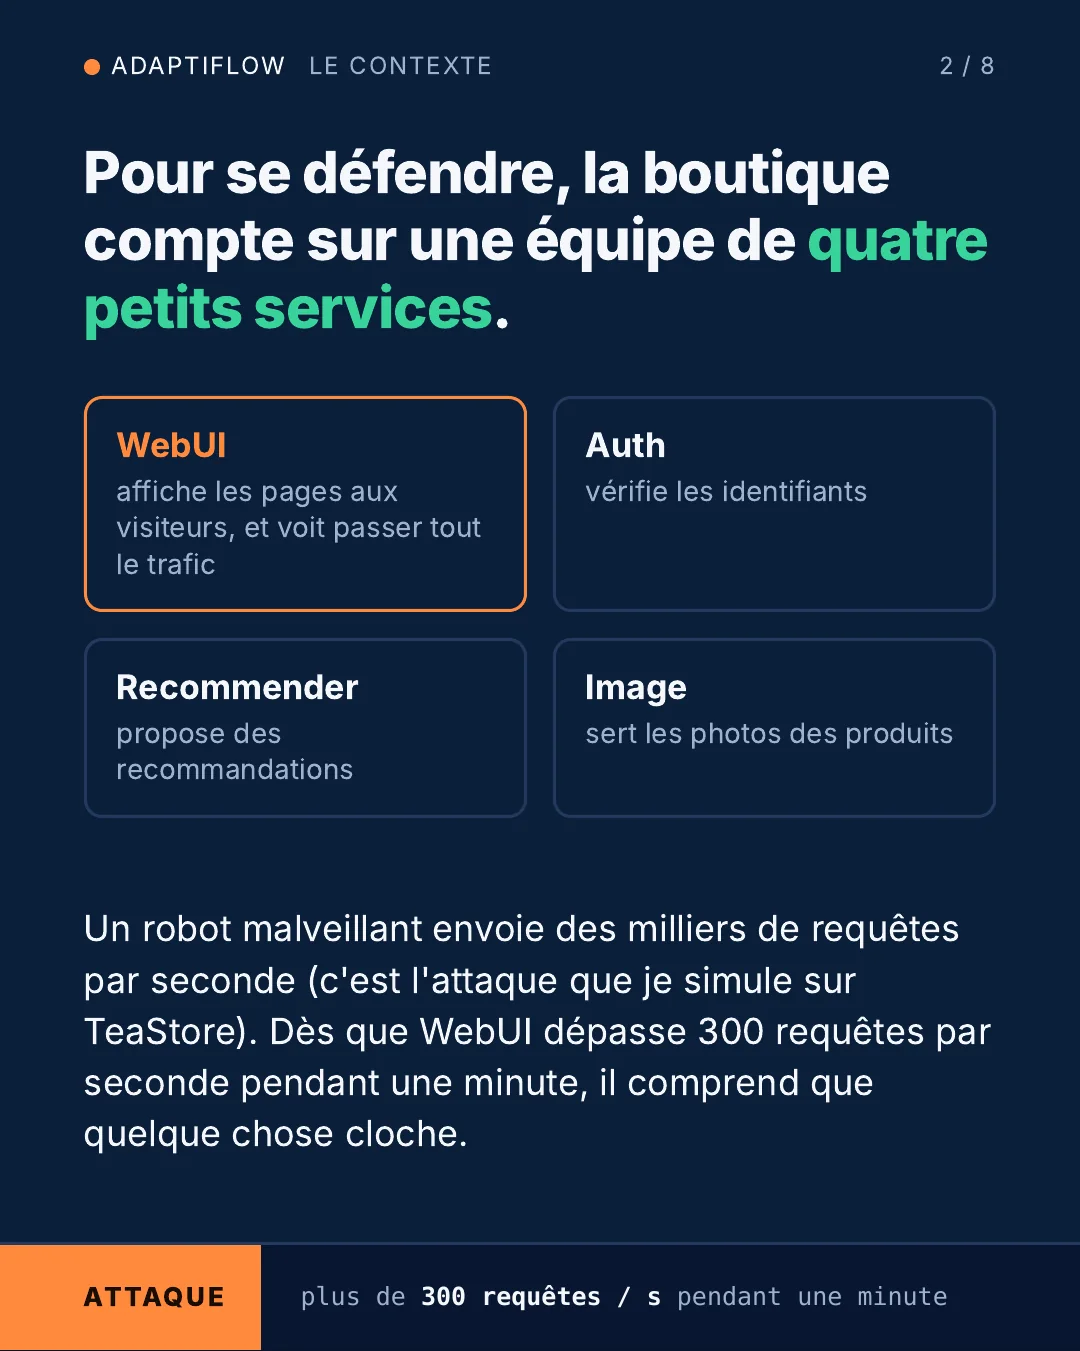 ADAPTIFLOW LE CONTEXTE 2 / 8
Pour se défendre, la boutique
compte sur une équipe de quatre
petits services.
WebUI
affiche les pages aux
visiteurs, et voit passer tout
le trafic
Auth
vérifie les identifiants
Recommender
propose des
recommandations
Image
sert les photos des produits
Un robot malveillant envoie des milliers de requêtes
par seconde (c'est l'attaque que je simule sur
TeaStore). Dès que WebUI dépasse 300 requêtes par
seconde pendant une minute, il comprend que
quelque chose cloche.
ATTAQUE plus de 300 requêtes / s pendant une minute